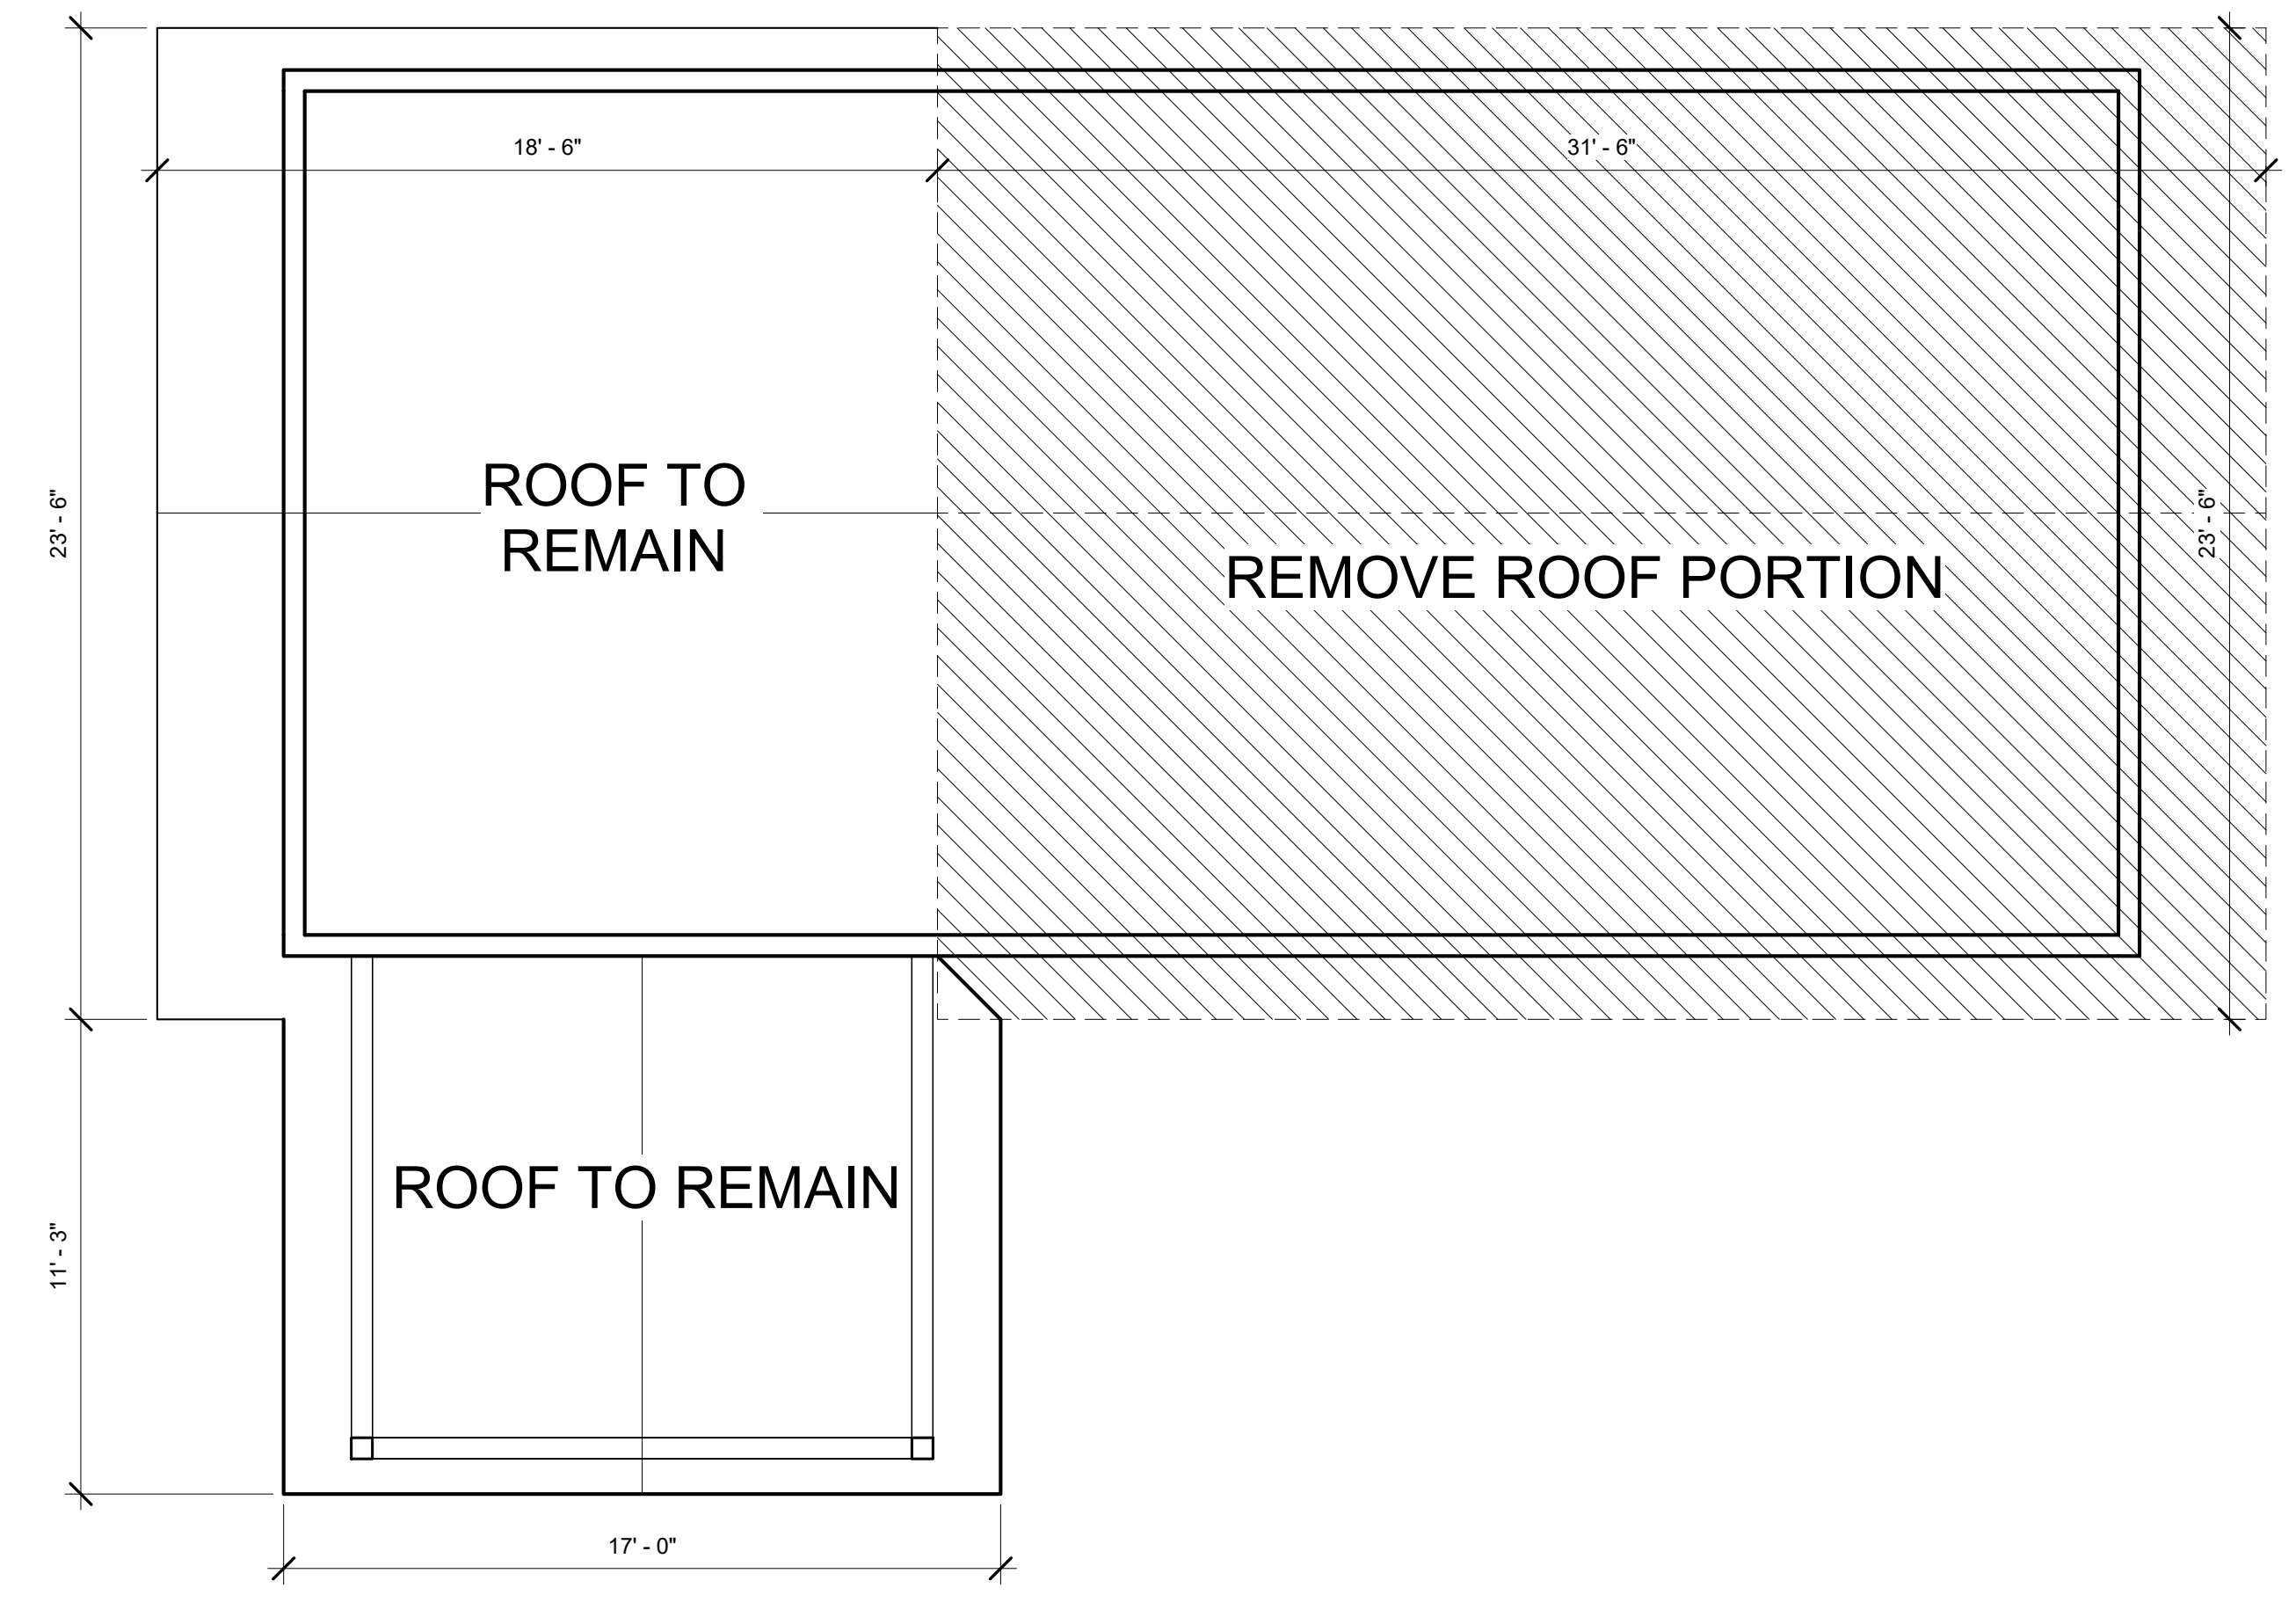 18' - 6"
31' - 6"
ROOF TO
REMAIN
23' - 6"
23' - 6"
REMOVE ROOF PORTION
ROOF TO REMAIN
11' - 3"
17' - 0"